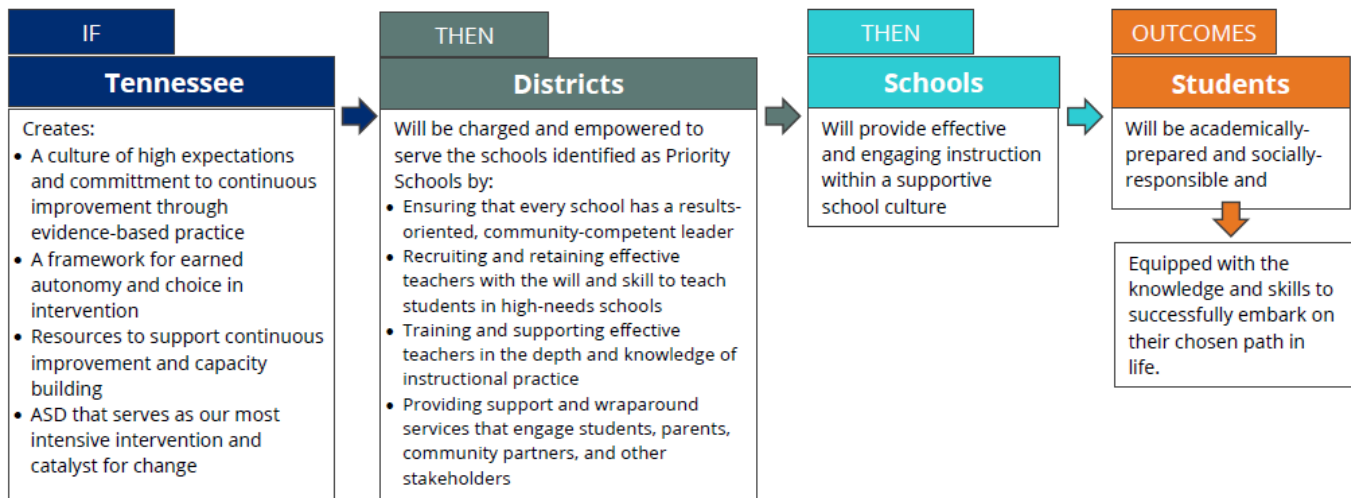 IF
Tennessee
Creates:
• A culture of high expectations
and committment to continuous
improvement through
evidence-based practice
• A framework for earned
autonomy and choice in
intervention
• Resources to support continuous
improvement and capacity
building
• ASD that serves as our most
intensive intervention and
catalyst for change
THEN
Districts
Will be charged and empowered to
serve the schools identified as Priority
Schools by:
• Ensuring that every school has a results-
oriented, community-competent leader
• Recruiting and retaining effective
teachers with the will and skill to teach
students in high-needs schools
• Training and supporting effective
teachers in the depth and knowledge of
instructional practice
• Providing support and wraparound
services that engage students, parents,
community partners, and other
stakeholders
THEN
Schools
Will provide effective
and engaging instruction
within a supportive
school culture
OUTCOMES
Students
Will be academically-
prepared and socially-
responsible and
Equipped with the
knowledge and skills to
successfully embark on
their chosen path in
life.